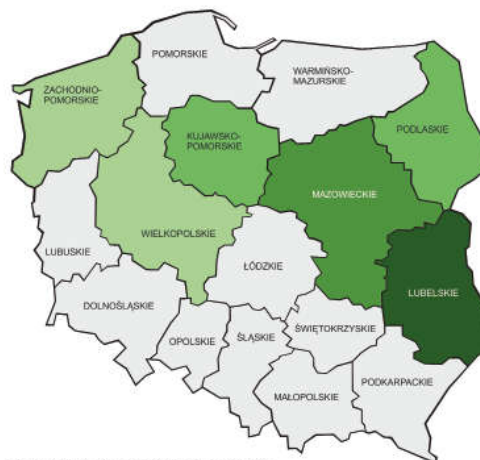 POMORSKIE
WARMIŃSKO-
MAZURSKIE
ZACHODNIO-
POMORSKIE
KUJAWSKO-
POMORSKIE
PODLASKIE
MAZOWIECKIE
WIELKOPOLSKIE
LUBUSKIE
ŁÓDZKIE
LUBELSKIE
DOLNOŚLĄSKIE
OPOLSKIE
ŚLĄSKIE
ŚWIĘTOKRZYSKIE
MAŁOPOLSKIE
PODKARPACKIE